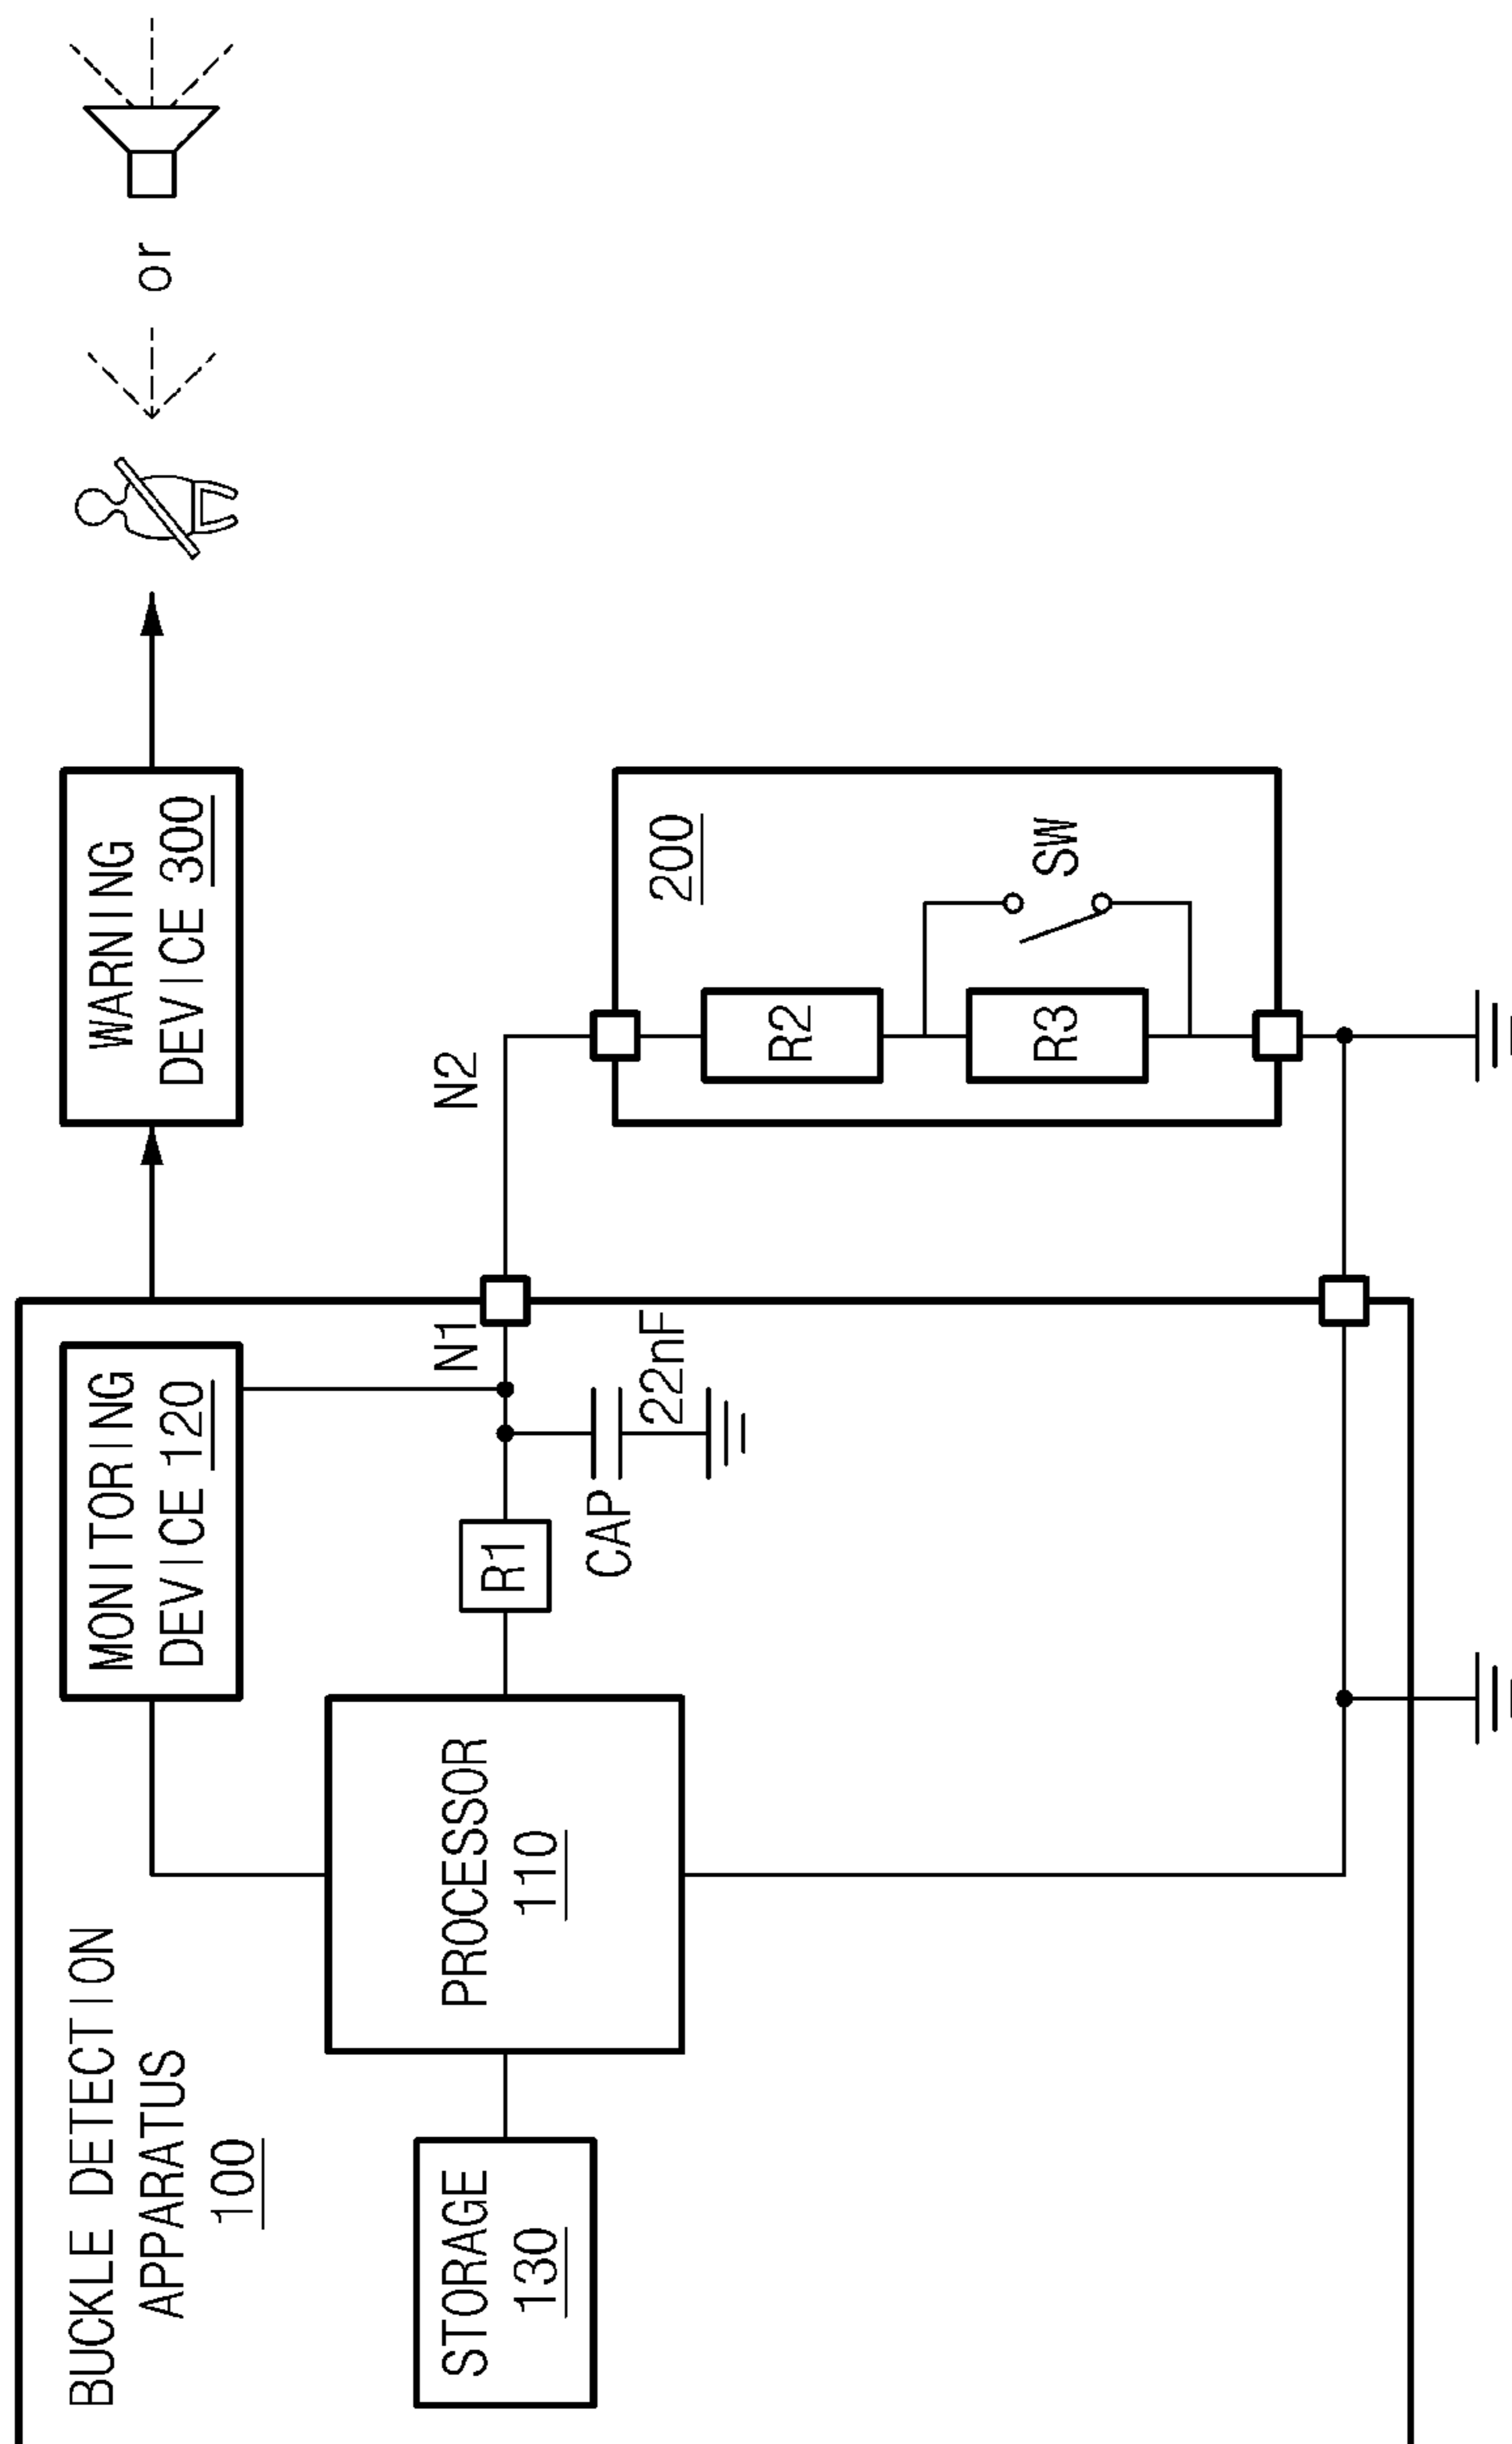 BUCKLE DETECTION
APPARATUS
100
MONITORING
DEVICE 120
WARNING
DEVICE 300
or
STORAGE
130
PROCESSOR
110
R1
N1
N2
CAP
22nF
200
R2
R3
SW